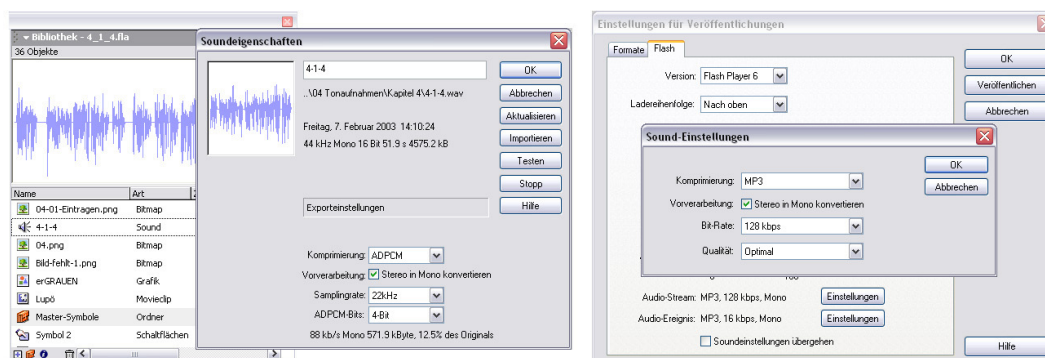 Bibliothek - 4_1_4.fla
36 Objekte
Name Art
04-01-Eintragen.png Bitmap
4-1-4 Sound
04.png Bitmap
Bild-fehlt-1.png Bitmap
erGRAUEN Grafik
Lupö Movieclip
Master-Symbole Ordner
Symbol 2 Schaltflächen
Soundeigenschaften
4-1-4
OK
..\04 Tonaufnahmen\Kapitel 4\4-1-4.wav
Abbrechen
Aktualisieren
Freitag, 7. Februar 2003 14:10:24
44 kHz Mono 16 Bit 51.9 s 4575.2 kB
Importieren
Testen
Stopp
Exporteinstellungen
Hilfe
Komprimierung: ADPCM
Vorverarbeitung: Stereo in Mono konvertieren
Samplingrate: 22kHz
ADPCM-Bits: 4-Bit
88 kb/s Mono 571.9 kByte, 12.5% des Originals
Einstellungen für Veröffentlichungen
Formate Flash
OK
Version: Flash Player 6
Veröffentlichen
Ladereihenfolge: Nach oben
Abbrechen
Sound-Einstellungen
OK
Komprimierung: MP3
Abbrechen
Vorverarbeitung: Stereo in Mono konvertieren
Bit-Rate: 128 kbps
Qualität: Optimal
Audio-Stream: MP3, 128 kbps, Mono Einstellungen
Audio-Ereignis: MP3, 16 kbps, Mono Einstellungen
Soundeinstellungen übergehen
Hilfe